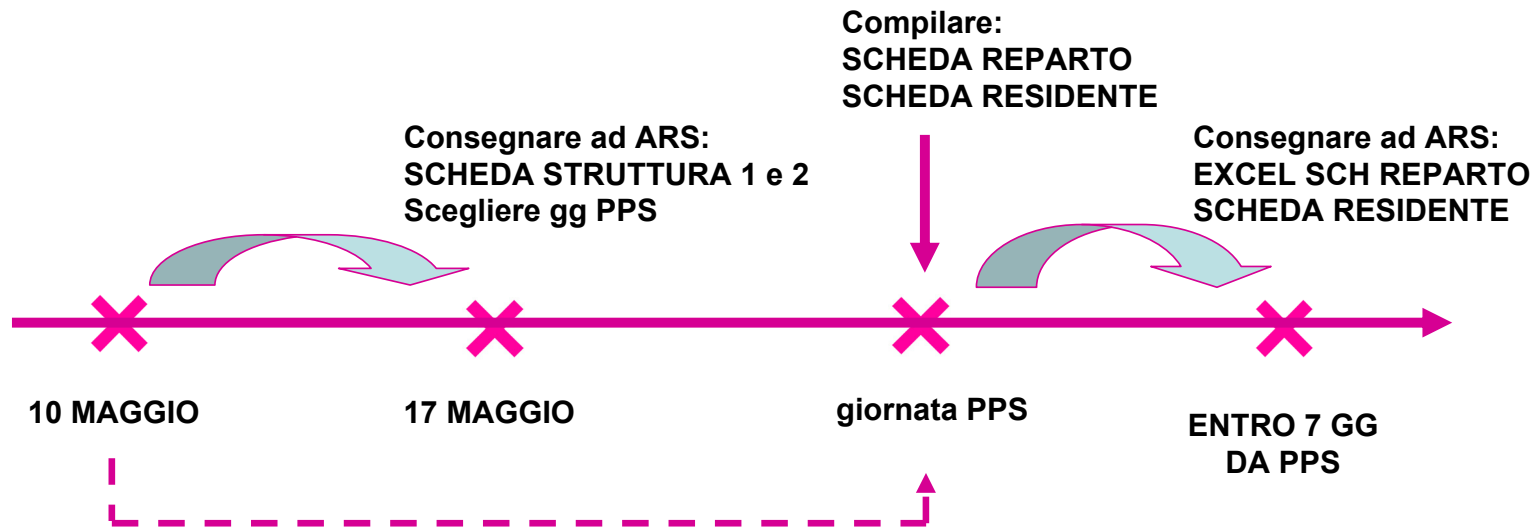 Compilare:
SCHEDA REPARTO
SCHEDA RESIDENTE
Consegnare ad ARS:
SCHEDA STRUTTURA 1 e 2
Scegliere gg PPS
Consegnare ad ARS:
EXCEL SCH REPARTO
SCHEDA RESIDENTE
10 MAGGIO
17 MAGGIO
giornata PPS
ENTRO 7 GG
DA PPS